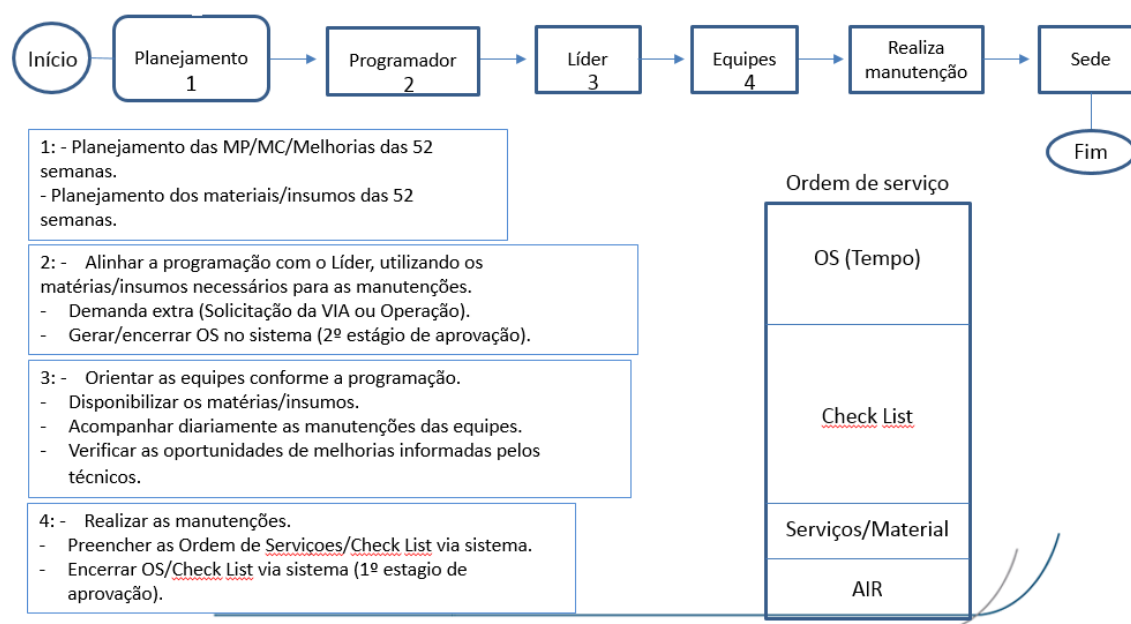 Início
Planejamento
1
Programador
2
Líder
3
Equipes
4
Realiza
manutenção
Sede
Fim
1: - Planejamento das MP/MC/Melhorias das 52
semanas.
- Planejamento dos materiais/insumos das 52
semanas.
2: - Alinhar a programação com o Líder, utilizando os
matérias/insumos necessários para as manutenções.
- Demanda extra (Solicitação da VIA ou Operação).
- Gerar/encerrar OS no sistema (2º estágio de aprovação).
3: - Orientar as equipes conforme a programação.
- Disponibilizar os matérias/insumos.
- Acompanhar diariamente as manutenções das equipes.
- Verificar as oportunidades de melhorias informadas pelos
técnicos.
4: - Realizar as manutenções.
- Preencher as Ordem de Serviçoes/Check List via sistema.
- Encerrar OS/Check List via sistema (1º estagio de
aprovação).
Ordem de serviço
OS (Tempo)
Check List
Serviços/Material
AIR